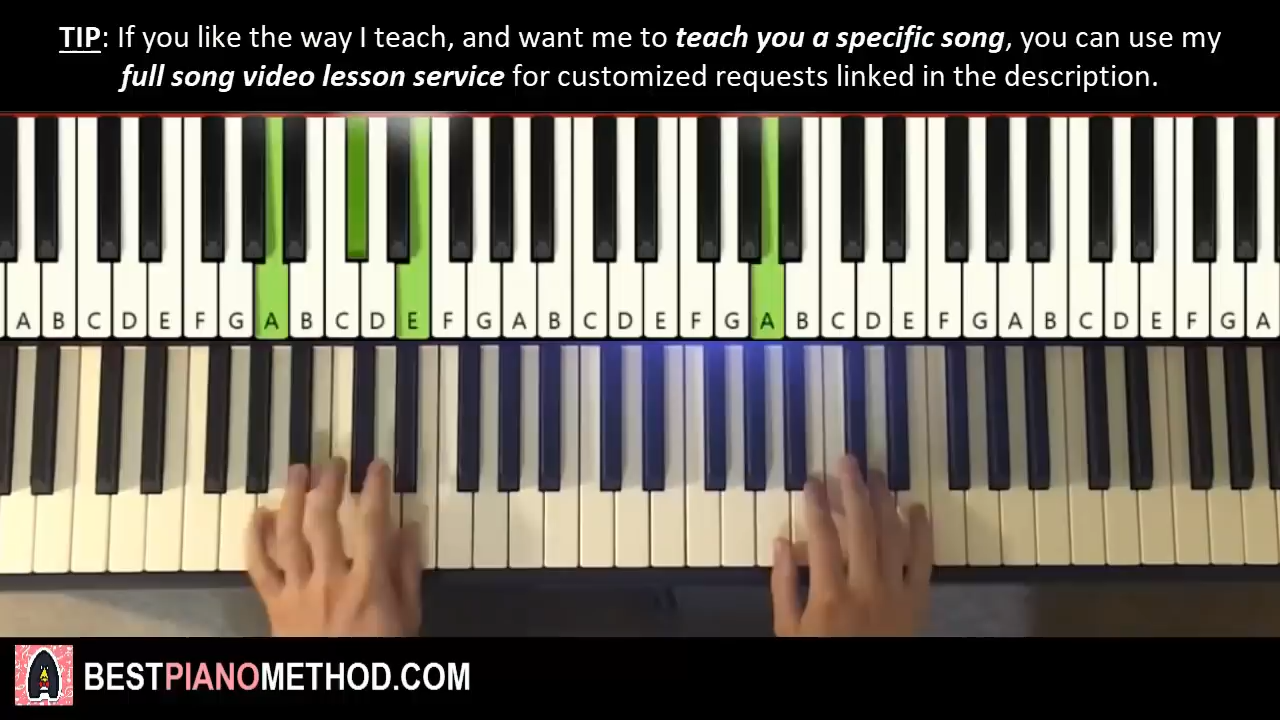 TIP: If you like the way I teach, and want me to teach you a specific song, you can use my
full song video lesson service for customized requests linked in the description.
A B C D E F G A B C D E F G A B C D E F G A B C D E F G A B C D E F G A
BESTPIANOMETHOD.COM